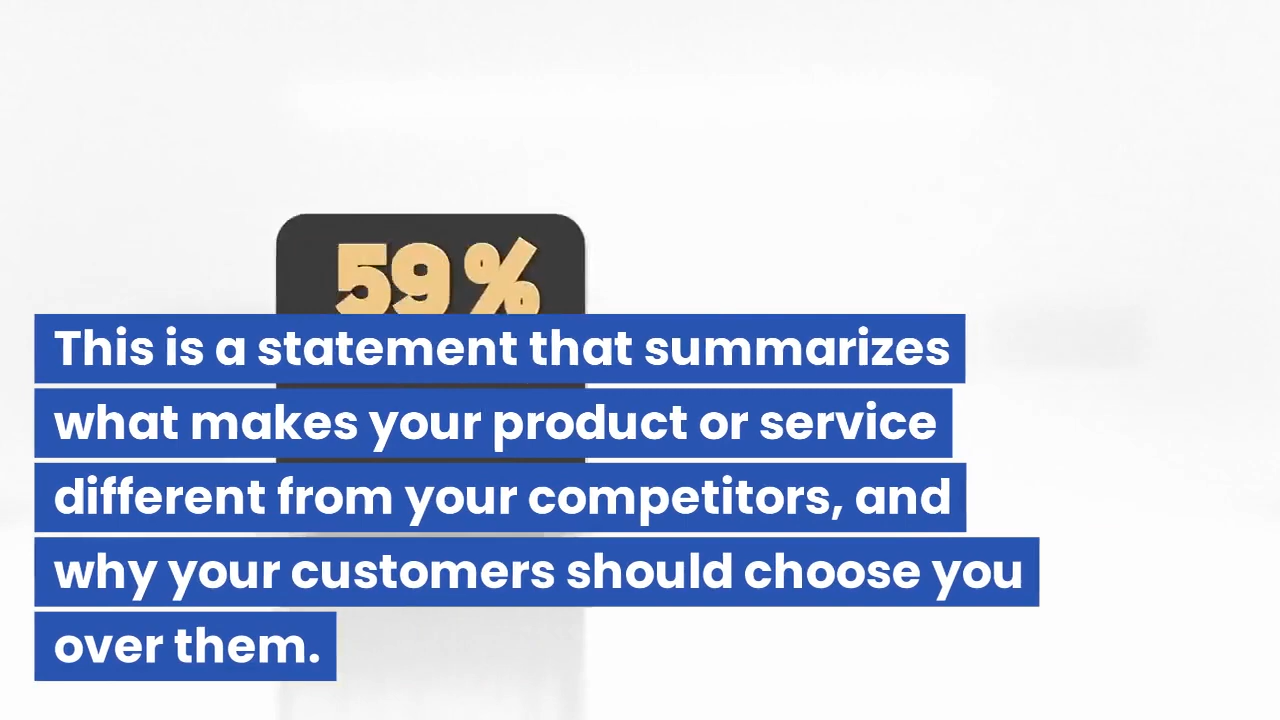 59%
This is a statement that summarizes
what makes your product or service
different from your competitors, and
why your customers should choose you
over them.